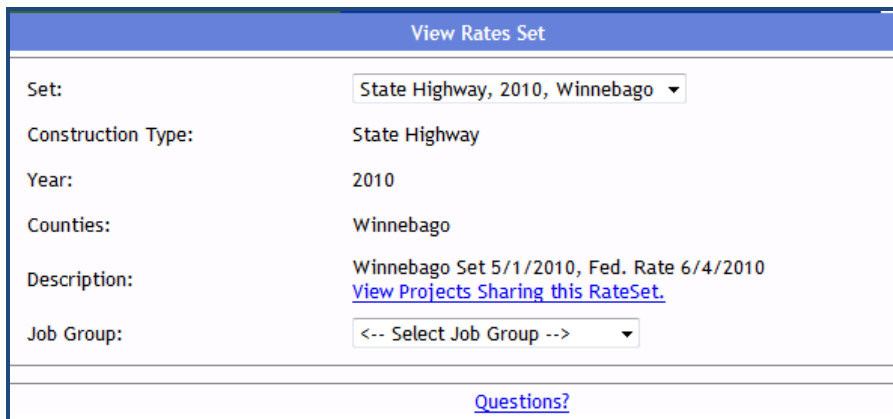 View Rates Set
Set: State Highway, 2010, Winnebago
Construction Type: State Highway
Year: 2010
Counties: Winnebago
Description: Winnebago Set 5/1/2010, Fed. Rate 6/4/2010
View Projects Sharing this RateSet.
Job Group: <-- Select Job Group -->
Questions?